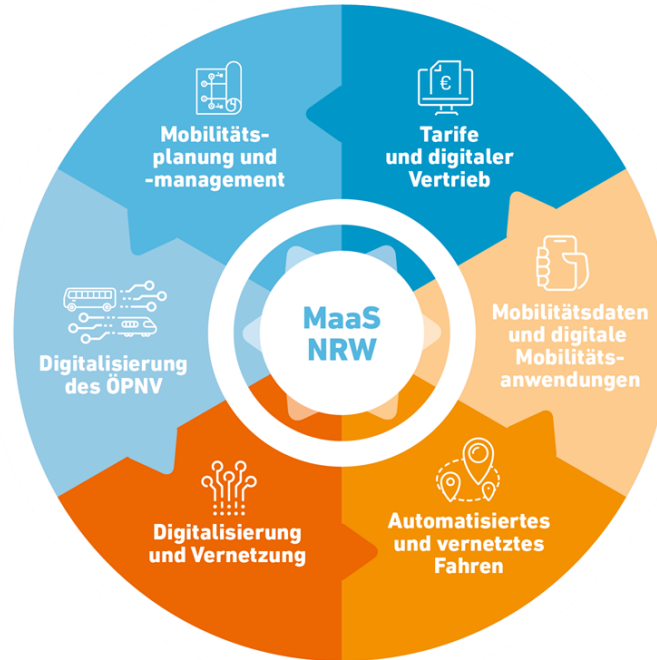 Mobilitäts-
planung und
-management
€
Tarife
und digitaler
Vertrieb
Mobilitätsdaten
und digitale
Mobilitäts-
anwendungen
Automatisiertes
und vernetztes
Fahren
Digitalisierung
und Vernetzung
Digitalisierung
des ÖPNV
MaaS
NRW